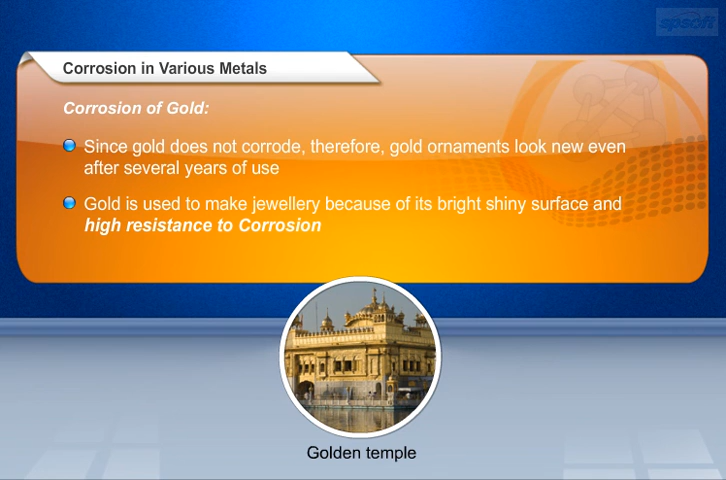 spsoft
Corrosion in Various Metals
Corrosion of Gold:
Since gold does not corrode, therefore, gold ornaments look new even
after several years of use
Gold is used to make jewellery because of its bright shiny surface and
high resistance to Corrosion
Golden temple